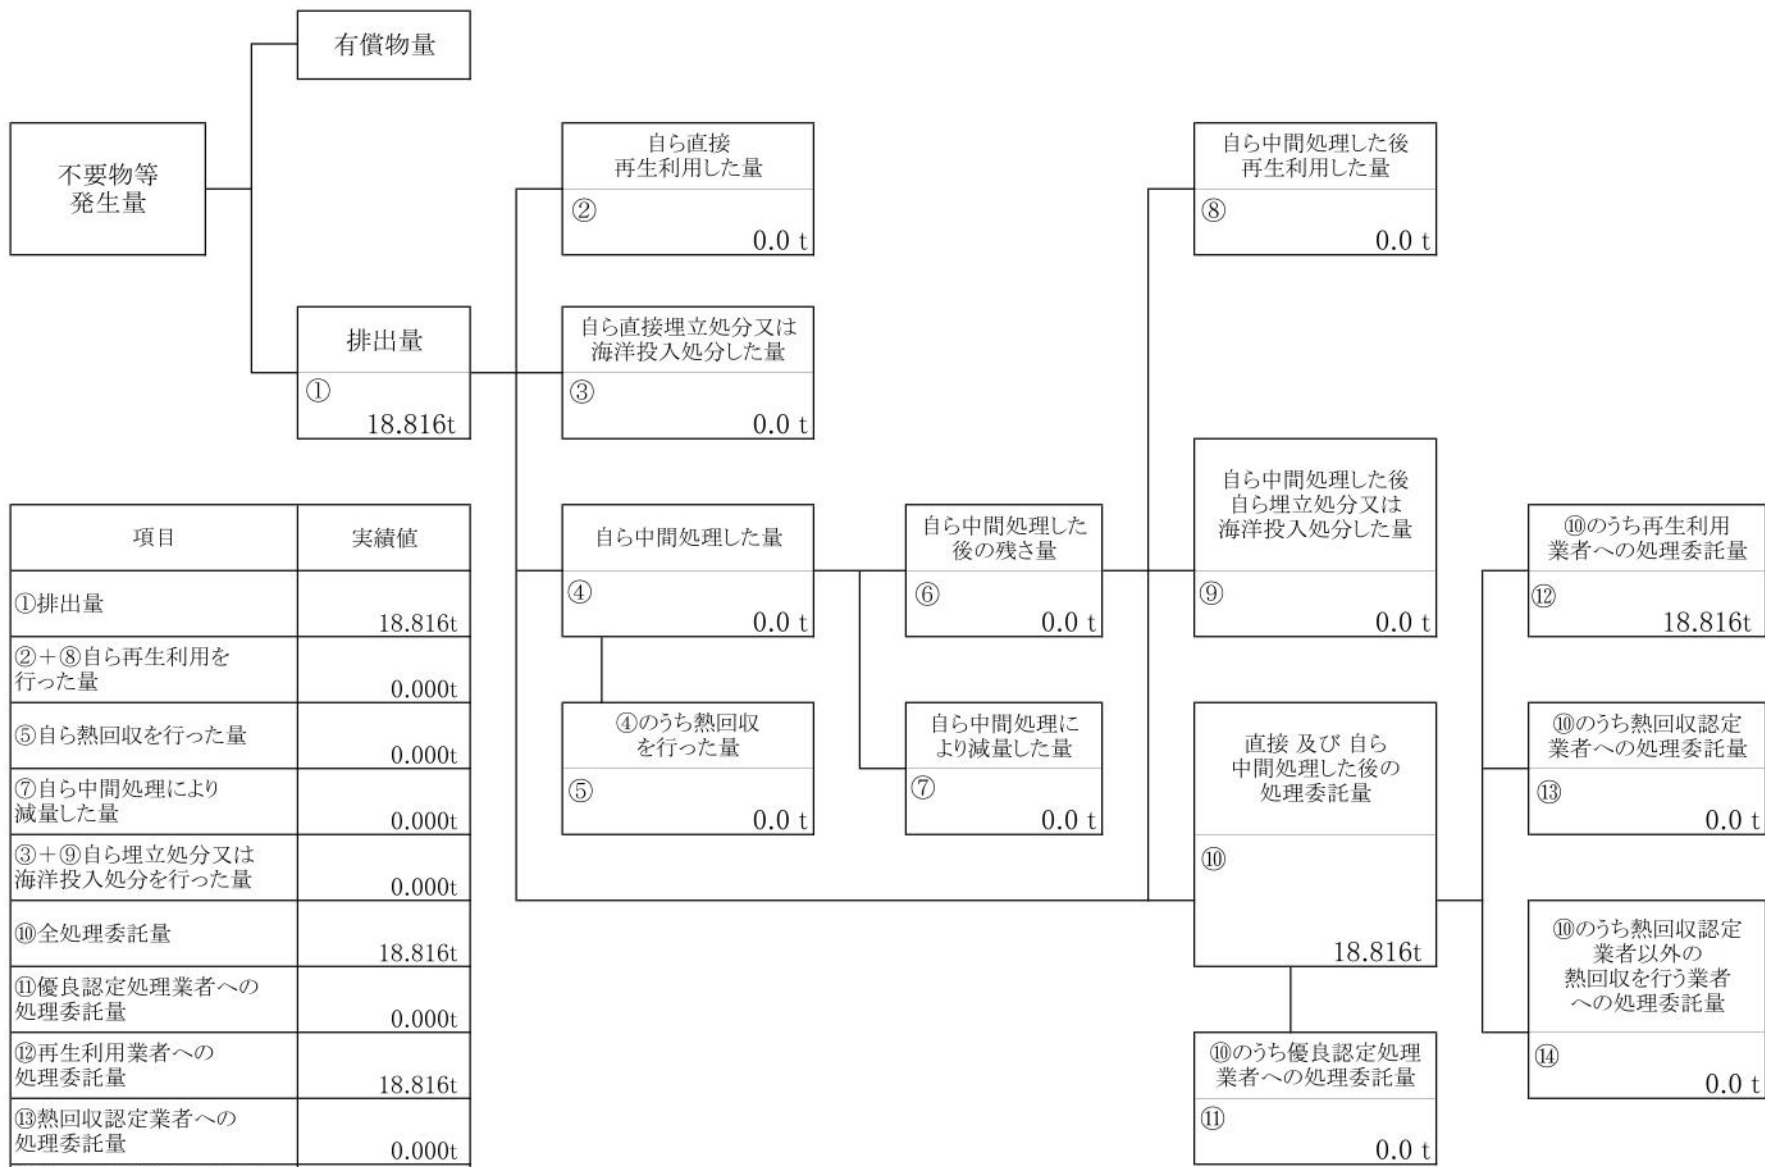 有償物量
不要物等
発生量
排出量
①
18.816t
自ら直接
再生利用した量
②
0.0 t
自ら直接埋立処分又は
海洋投入処分した量
③
0.0 t
自ら中間処理した量
④
0.0 t
④のうち熱回収
を行った量
⑤
0.0 t
自ら中間処理した
後の残さ量
⑥
0.0 t
自ら中間処理に
より減量した量
⑦
0.0 t
自ら中間処理した後
再生利用した量
⑧
0.0 t
自ら中間処理した後
自ら埋立処分又は
海洋投入処分した量
⑨
0.0 t
直接 及び 自ら
中間処理した後の
処理委託量
⑩
18.816t
⑩のうち優良認定処理
業者への処理委託量
⑪
0.0 t
⑩のうち再生利用
業者への処理委託量
⑫
18.816t
⑩のうち熱回収認定
業者への処理委託量
⑬
0.0 t
⑩のうち熱回収認定
業者以外の
熱回収を行う業者
への処理委託量
⑭
0.0 t
項目 実績値
①排出量
18.816t
②＋⑧自ら再生利用を
行った量
0.000t
⑤自ら熱回収を行った量
0.000t
⑦自ら中間処理により
減量した量
0.000t
③＋⑨自ら埋立処分又は
海洋投入処分を行った量
0.000t
⑩全処理委託量
18.816t
⑪優良認定処理業者への
処理委託量
0.000t
⑫再生利用業者への
処理委託量
18.816t
⑬熱回収認定業者への
処理委託量
0.000t